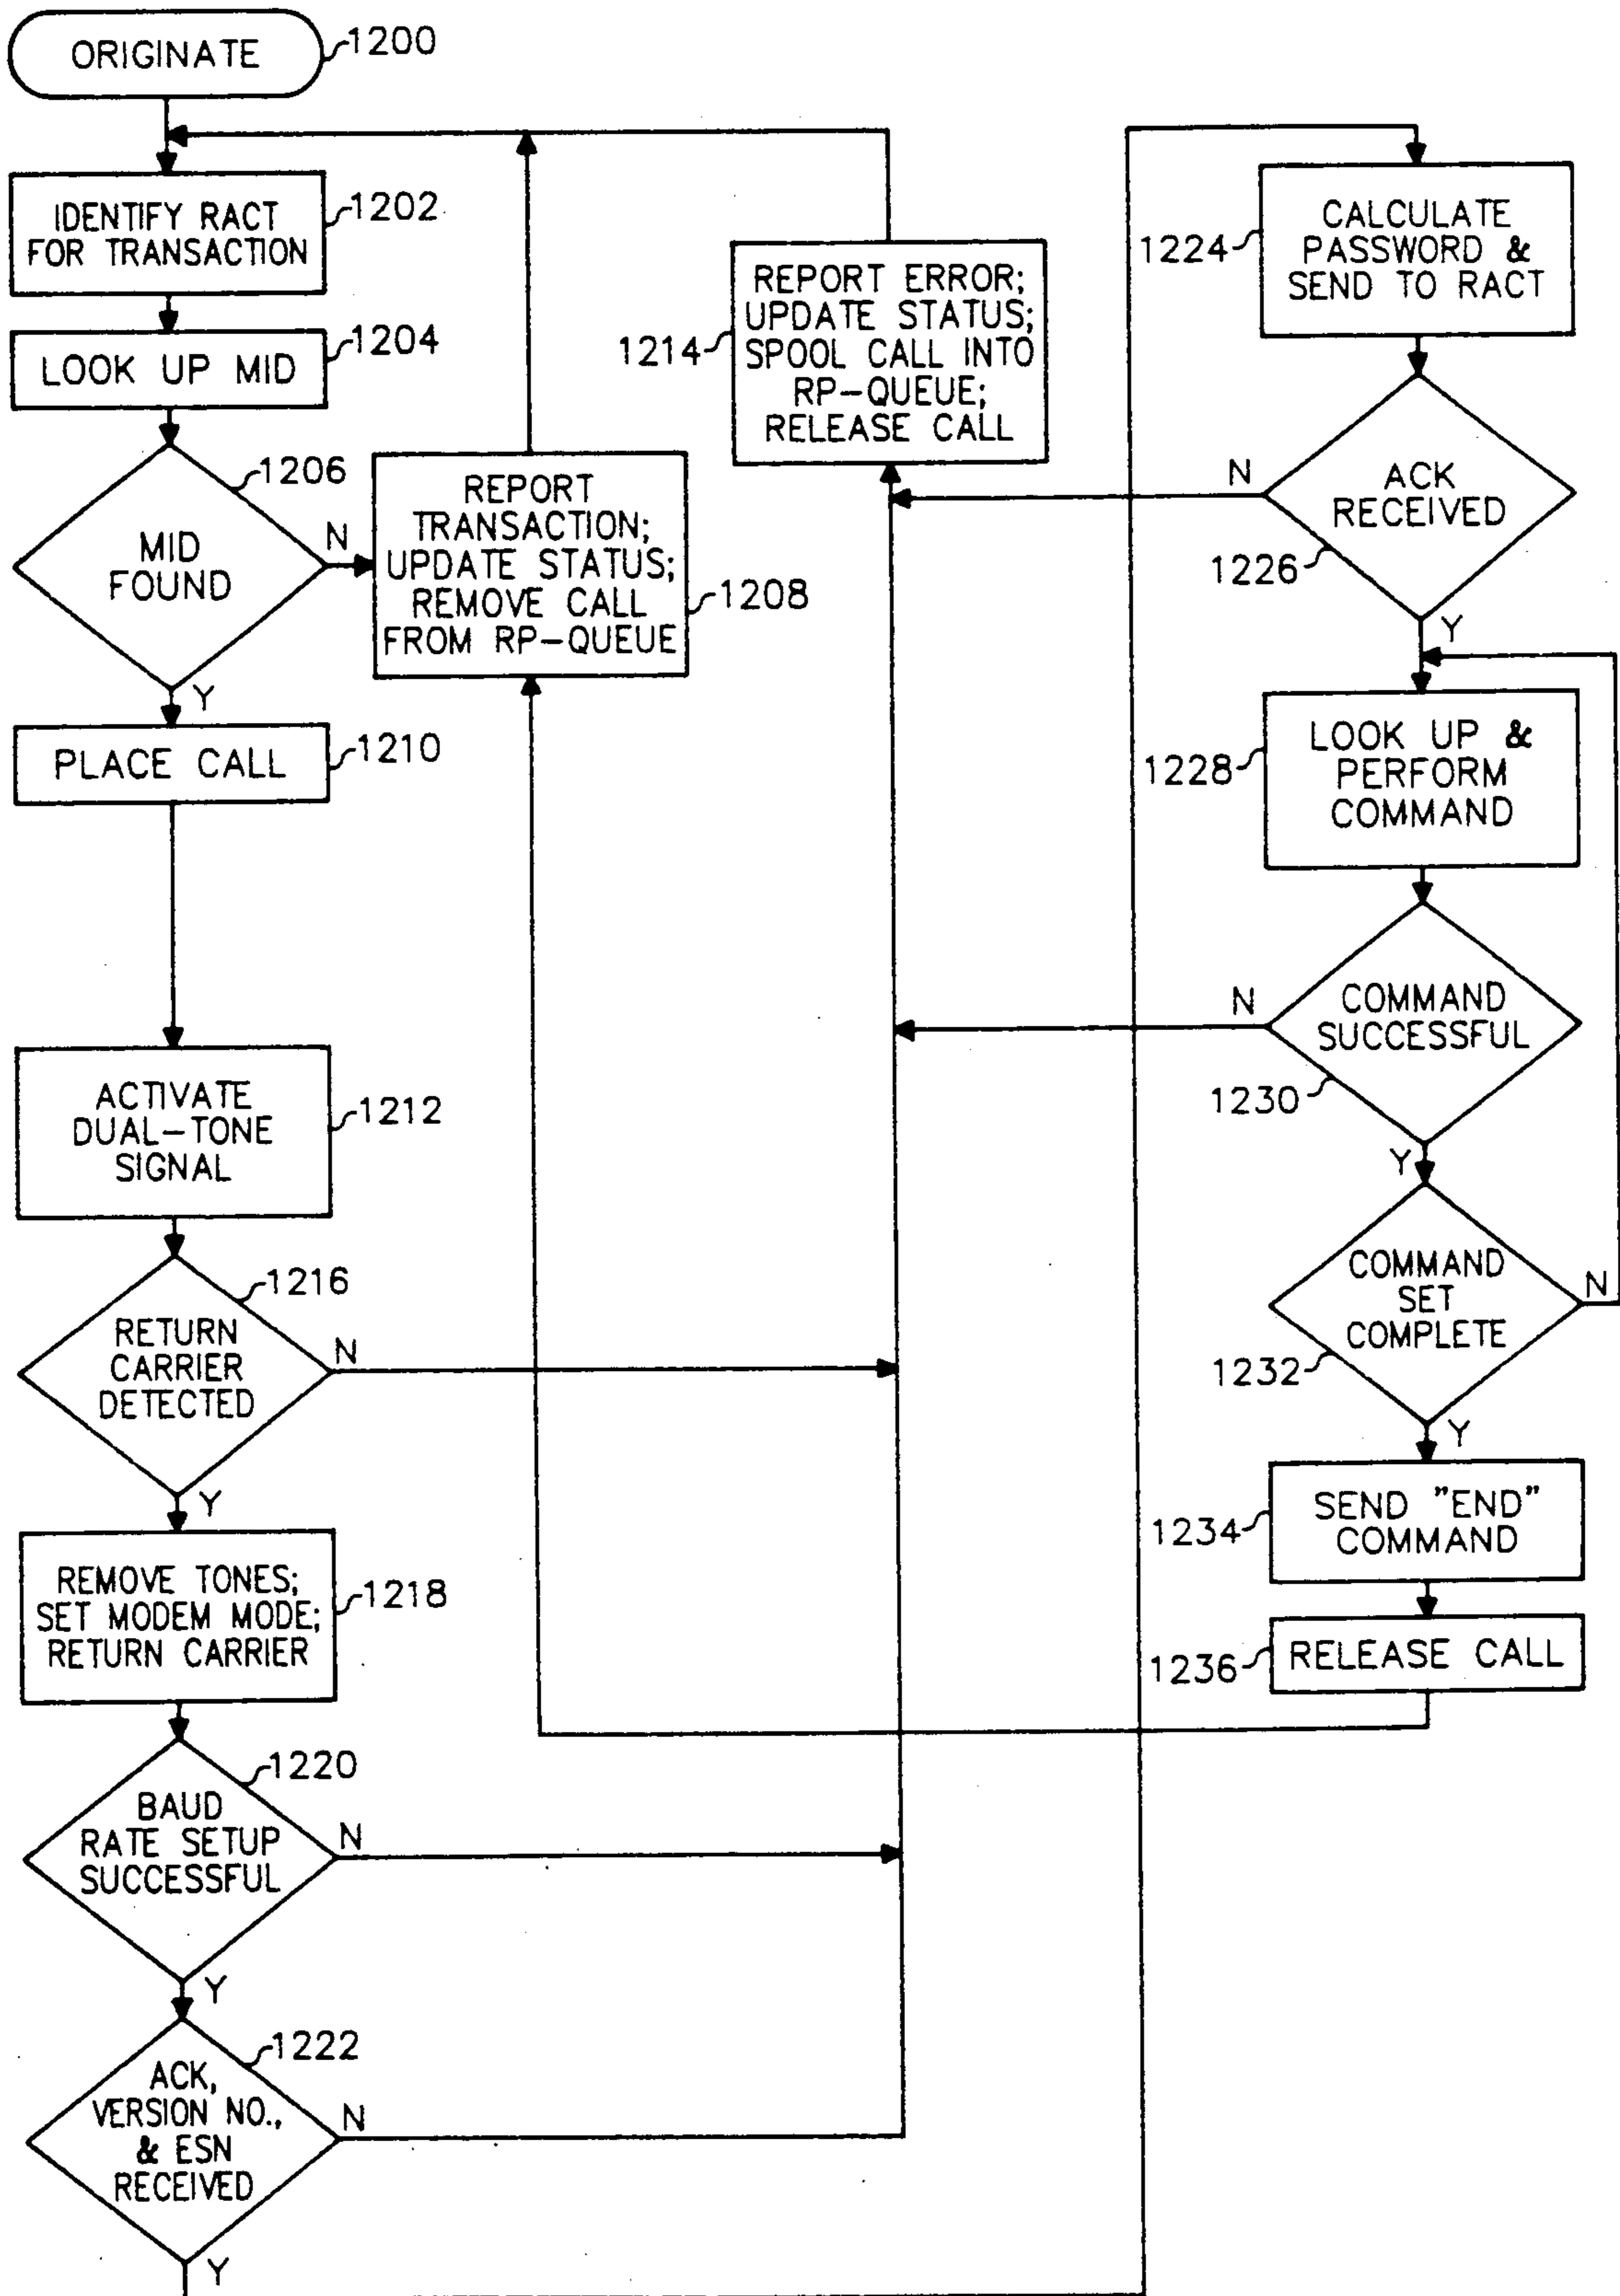 ORIGINATE
1200
IDENTIFY RACT
FOR TRANSACTION
1202
LOOK UP MID
1204
MID
FOUND
1206
N
Y
REPORT
TRANSACTION;
UPDATE STATUS;
REMOVE CALL
FROM RP-QUEUE
1208
PLACE CALL
1210
ACTIVATE
DUAL-TONE
SIGNAL
1212
REPORT ERROR;
UPDATE STATUS;
SPOOL CALL INTO
RP-QUEUE;
RELEASE CALL
1214
RETURN
CARRIER
DETECTED
1216
N
Y
REMOVE TONES;
SET MODEM MODE;
RETURN CARRIER
1218
BAUD
RATE SETUP
SUCCESSFUL
1220
N
Y
ACK,
VERSION NO.,
& ESN
RECEIVED
1222
N
Y
CALCULATE
PASSWORD &
SEND TO RACT
1224
ACK
RECEIVED
1226
N
Y
LOOK UP &
PERFORM
COMMAND
1228
COMMAND
SUCCESSFUL
1230
N
Y
COMMAND
SET
COMPLETE
1232
N
Y
SEND "END"
COMMAND
1234
RELEASE CALL
1236